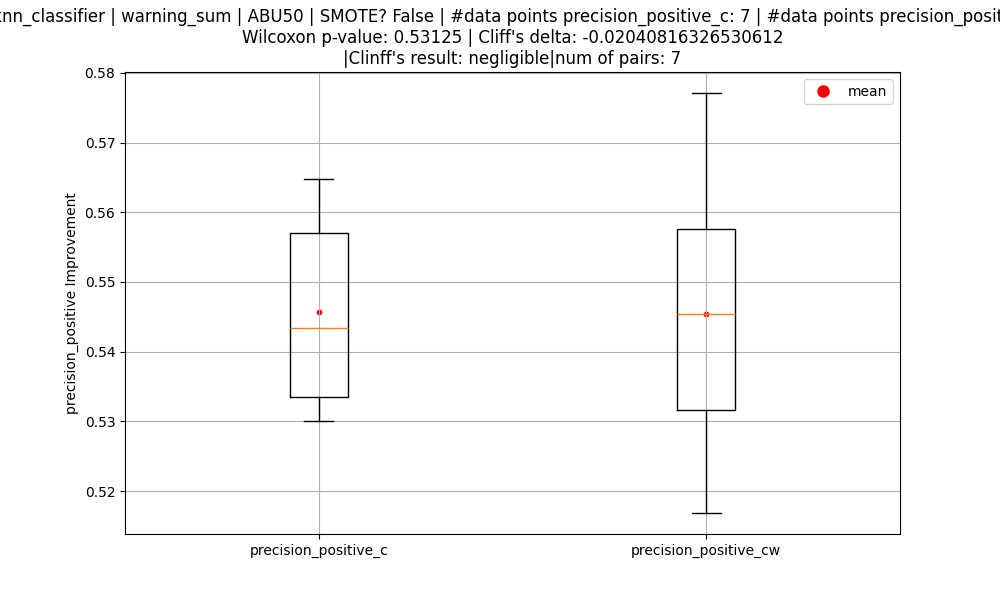 knn_classifier | warning_sum | ABU50 | SMOTE? False | #data points precision_positive_c: 7 | #data points
Wilcoxon p-value: 0.53125 | Cliff's delta: -0.02040816326530612
|Clinff's result: negligible|num of pairs: 7
0.58
mean
0.57
0.56
0.55
0.54
0.53
0.52
precision_positive Improvement
precision_positive_c
precision_positive_cw